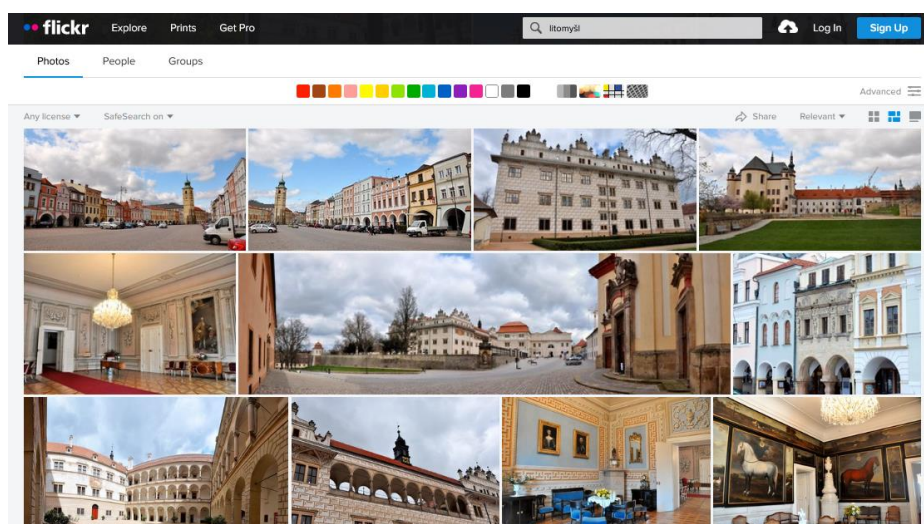 flickr Explore Prints Get Pro litomyšl Log In Sign Up
Photos People Groups
Advanced
Any license SafeSearch on Share Relevant